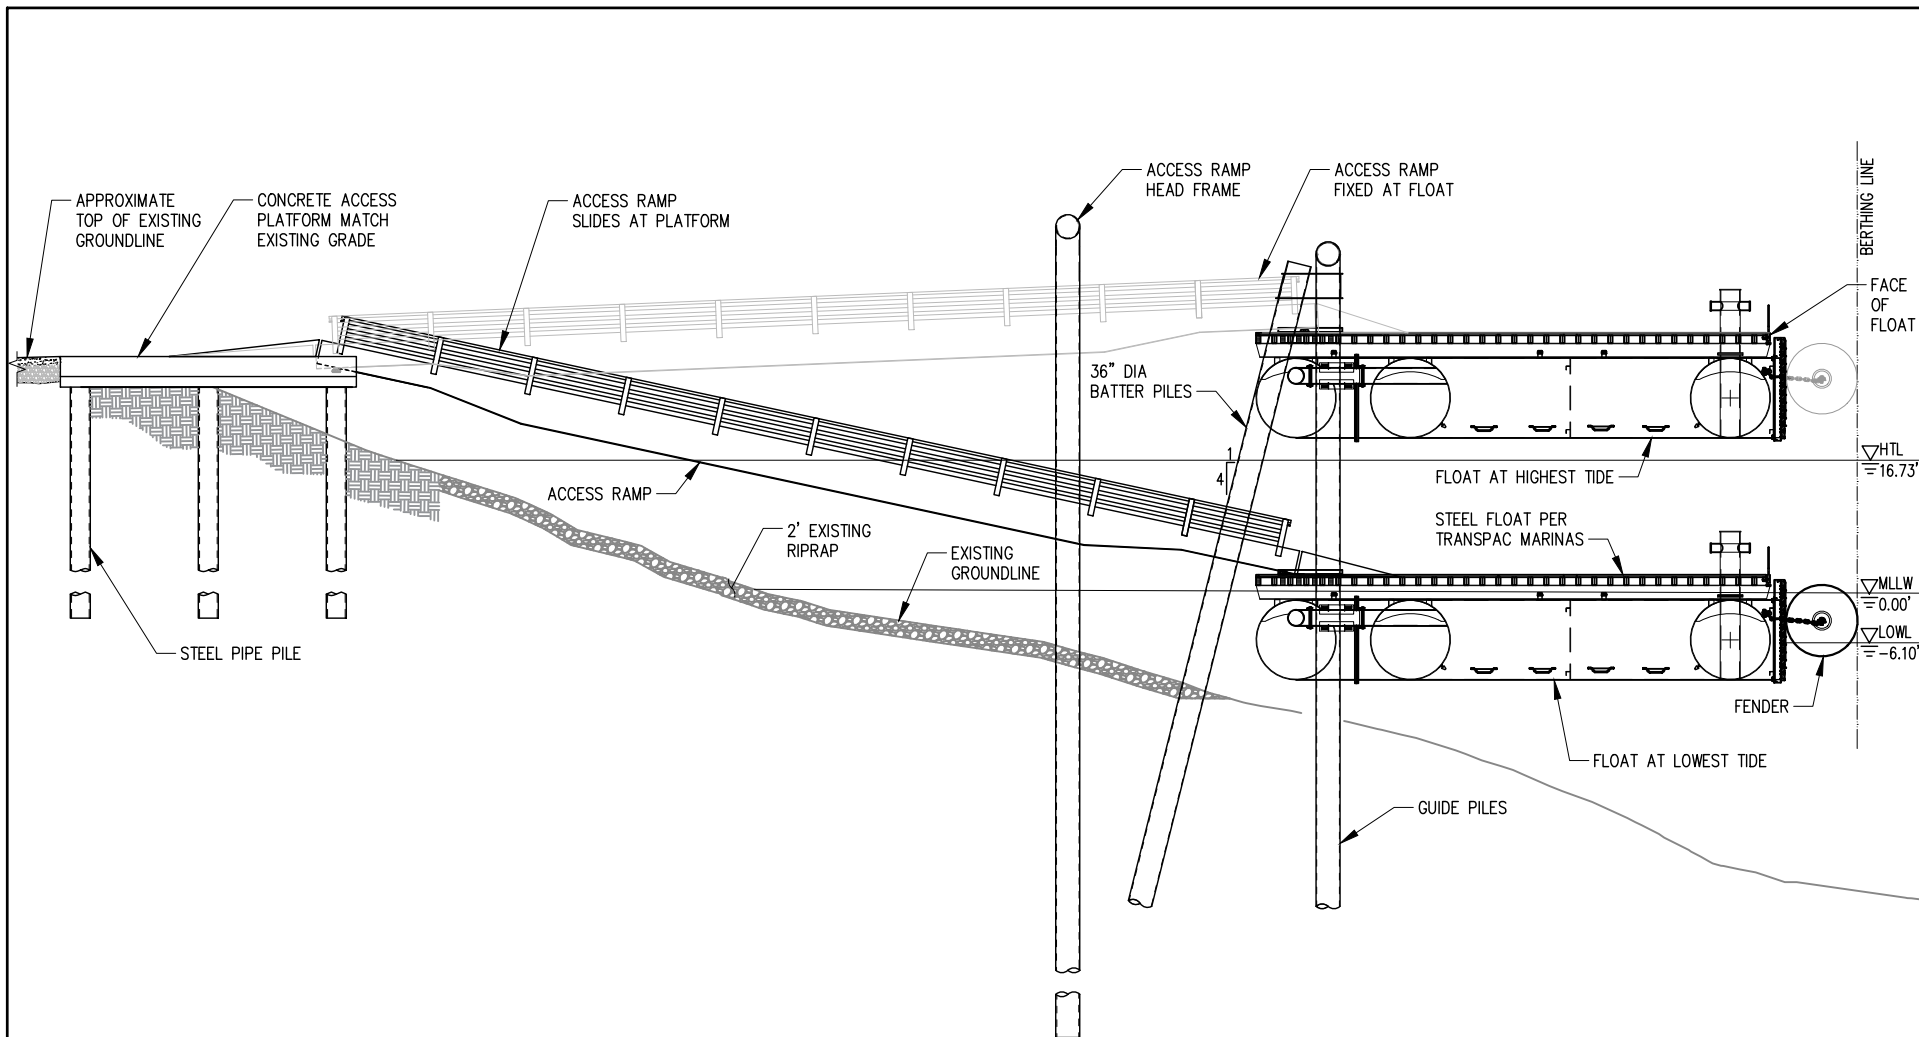 APPROXIMATE
TOP OF EXISTING
GROUNDLINE
CONCRETE ACCESS
PLATFORM MATCH
EXISTING GRADE
ACCESS RAMP
SLIDES AT PLATFORM
ACCESS RAMP
HEAD FRAME
ACCESS RAMP
FIXED AT FLOAT
BERTHING LINE
FACE
OF
FLOAT
36" DIA
BATTER PILES
1
4
HTL
16.73'
FLOAT AT HIGHEST TIDE
ACCESS RAMP
2' EXISTING
RIPRAP
EXISTING
GROUNDLINE
STEEL FLOAT PER
TRANSPAC MARINAS
MLLW
0.00'
LOWL
-6.10'
STEEL PIPE PILE
FENDER
FLOAT AT LOWEST TIDE
GUIDE PILES